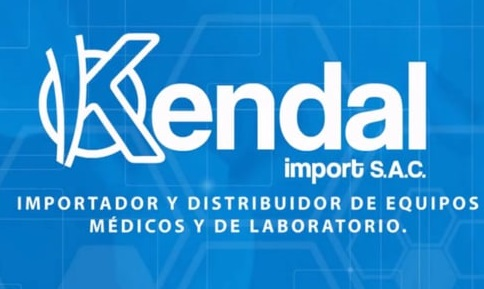 Kendal
import S.A.C.
IMPORTADOR Y DISTRIBUIDOR DE EQUIPOS
MÉDICOS Y DE LABORATORIO.